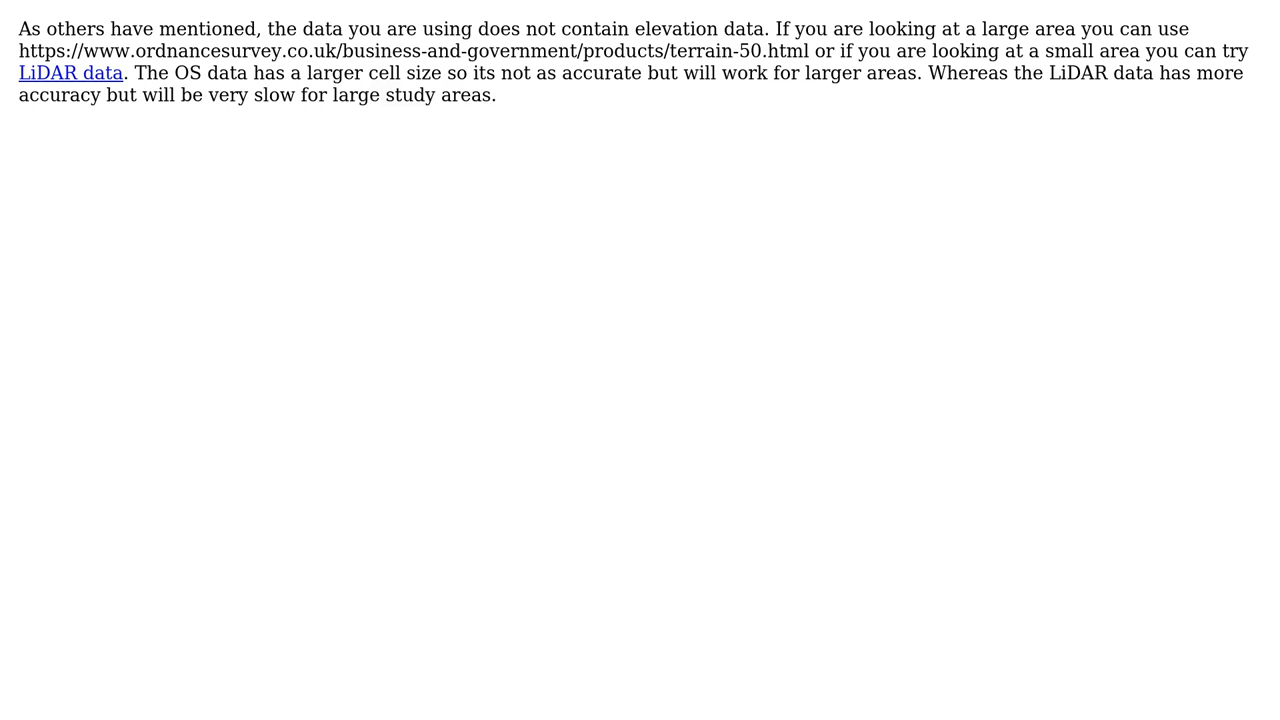 As others have mentioned, the data you are using does not contain elevation data. If you are looking at a large area you can use
https://www.ordnancesurvey.co.uk/business-and-government/products/terrain-50.html or if you are looking at a small area you can try
LiDAR data. The OS data has a larger cell size so its not as accurate but will work for larger areas. Whereas the LiDAR data has more
accuracy but will be very slow for large study areas.